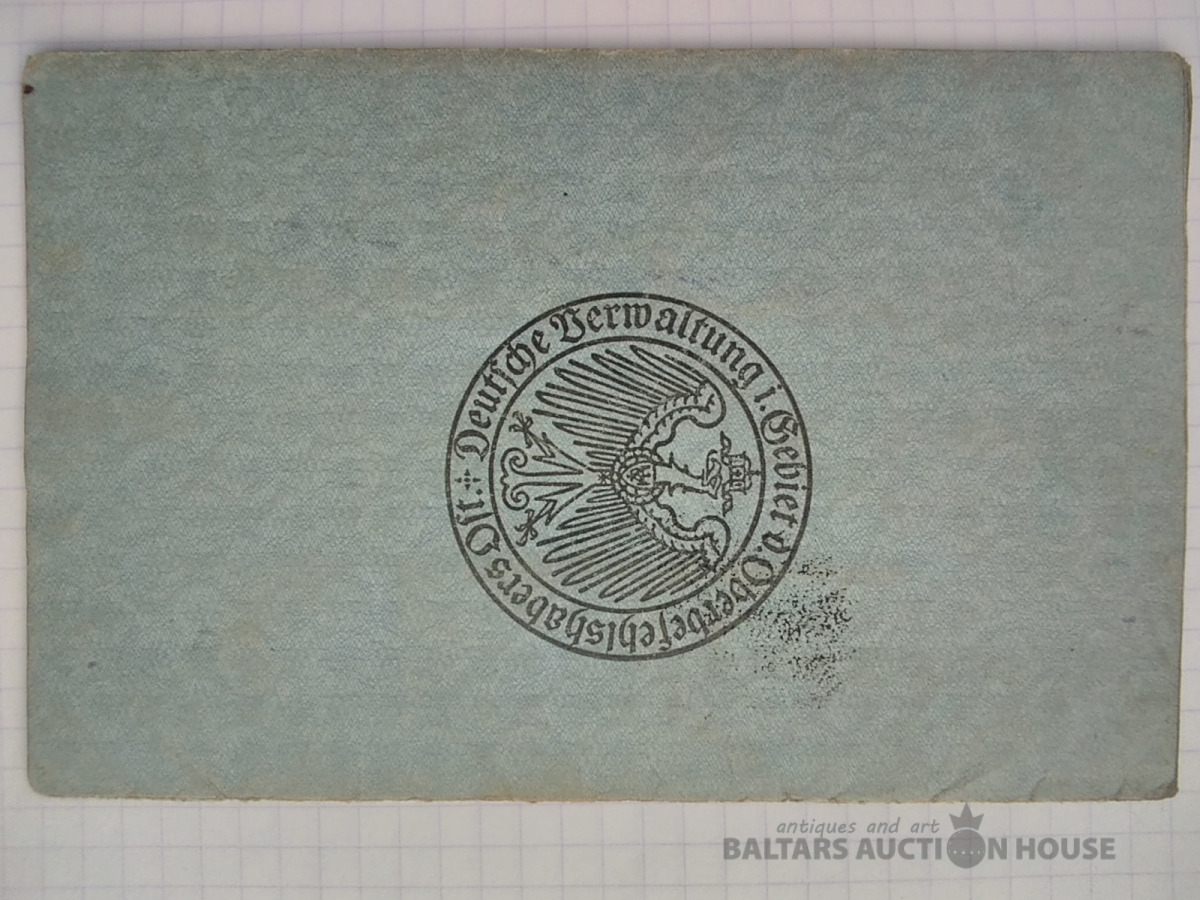 Deutsche Verwaltung i. Gebiet d. Oberbefehlshabers Ost.
antiques and art
BALTARS AUCTION HOUSE